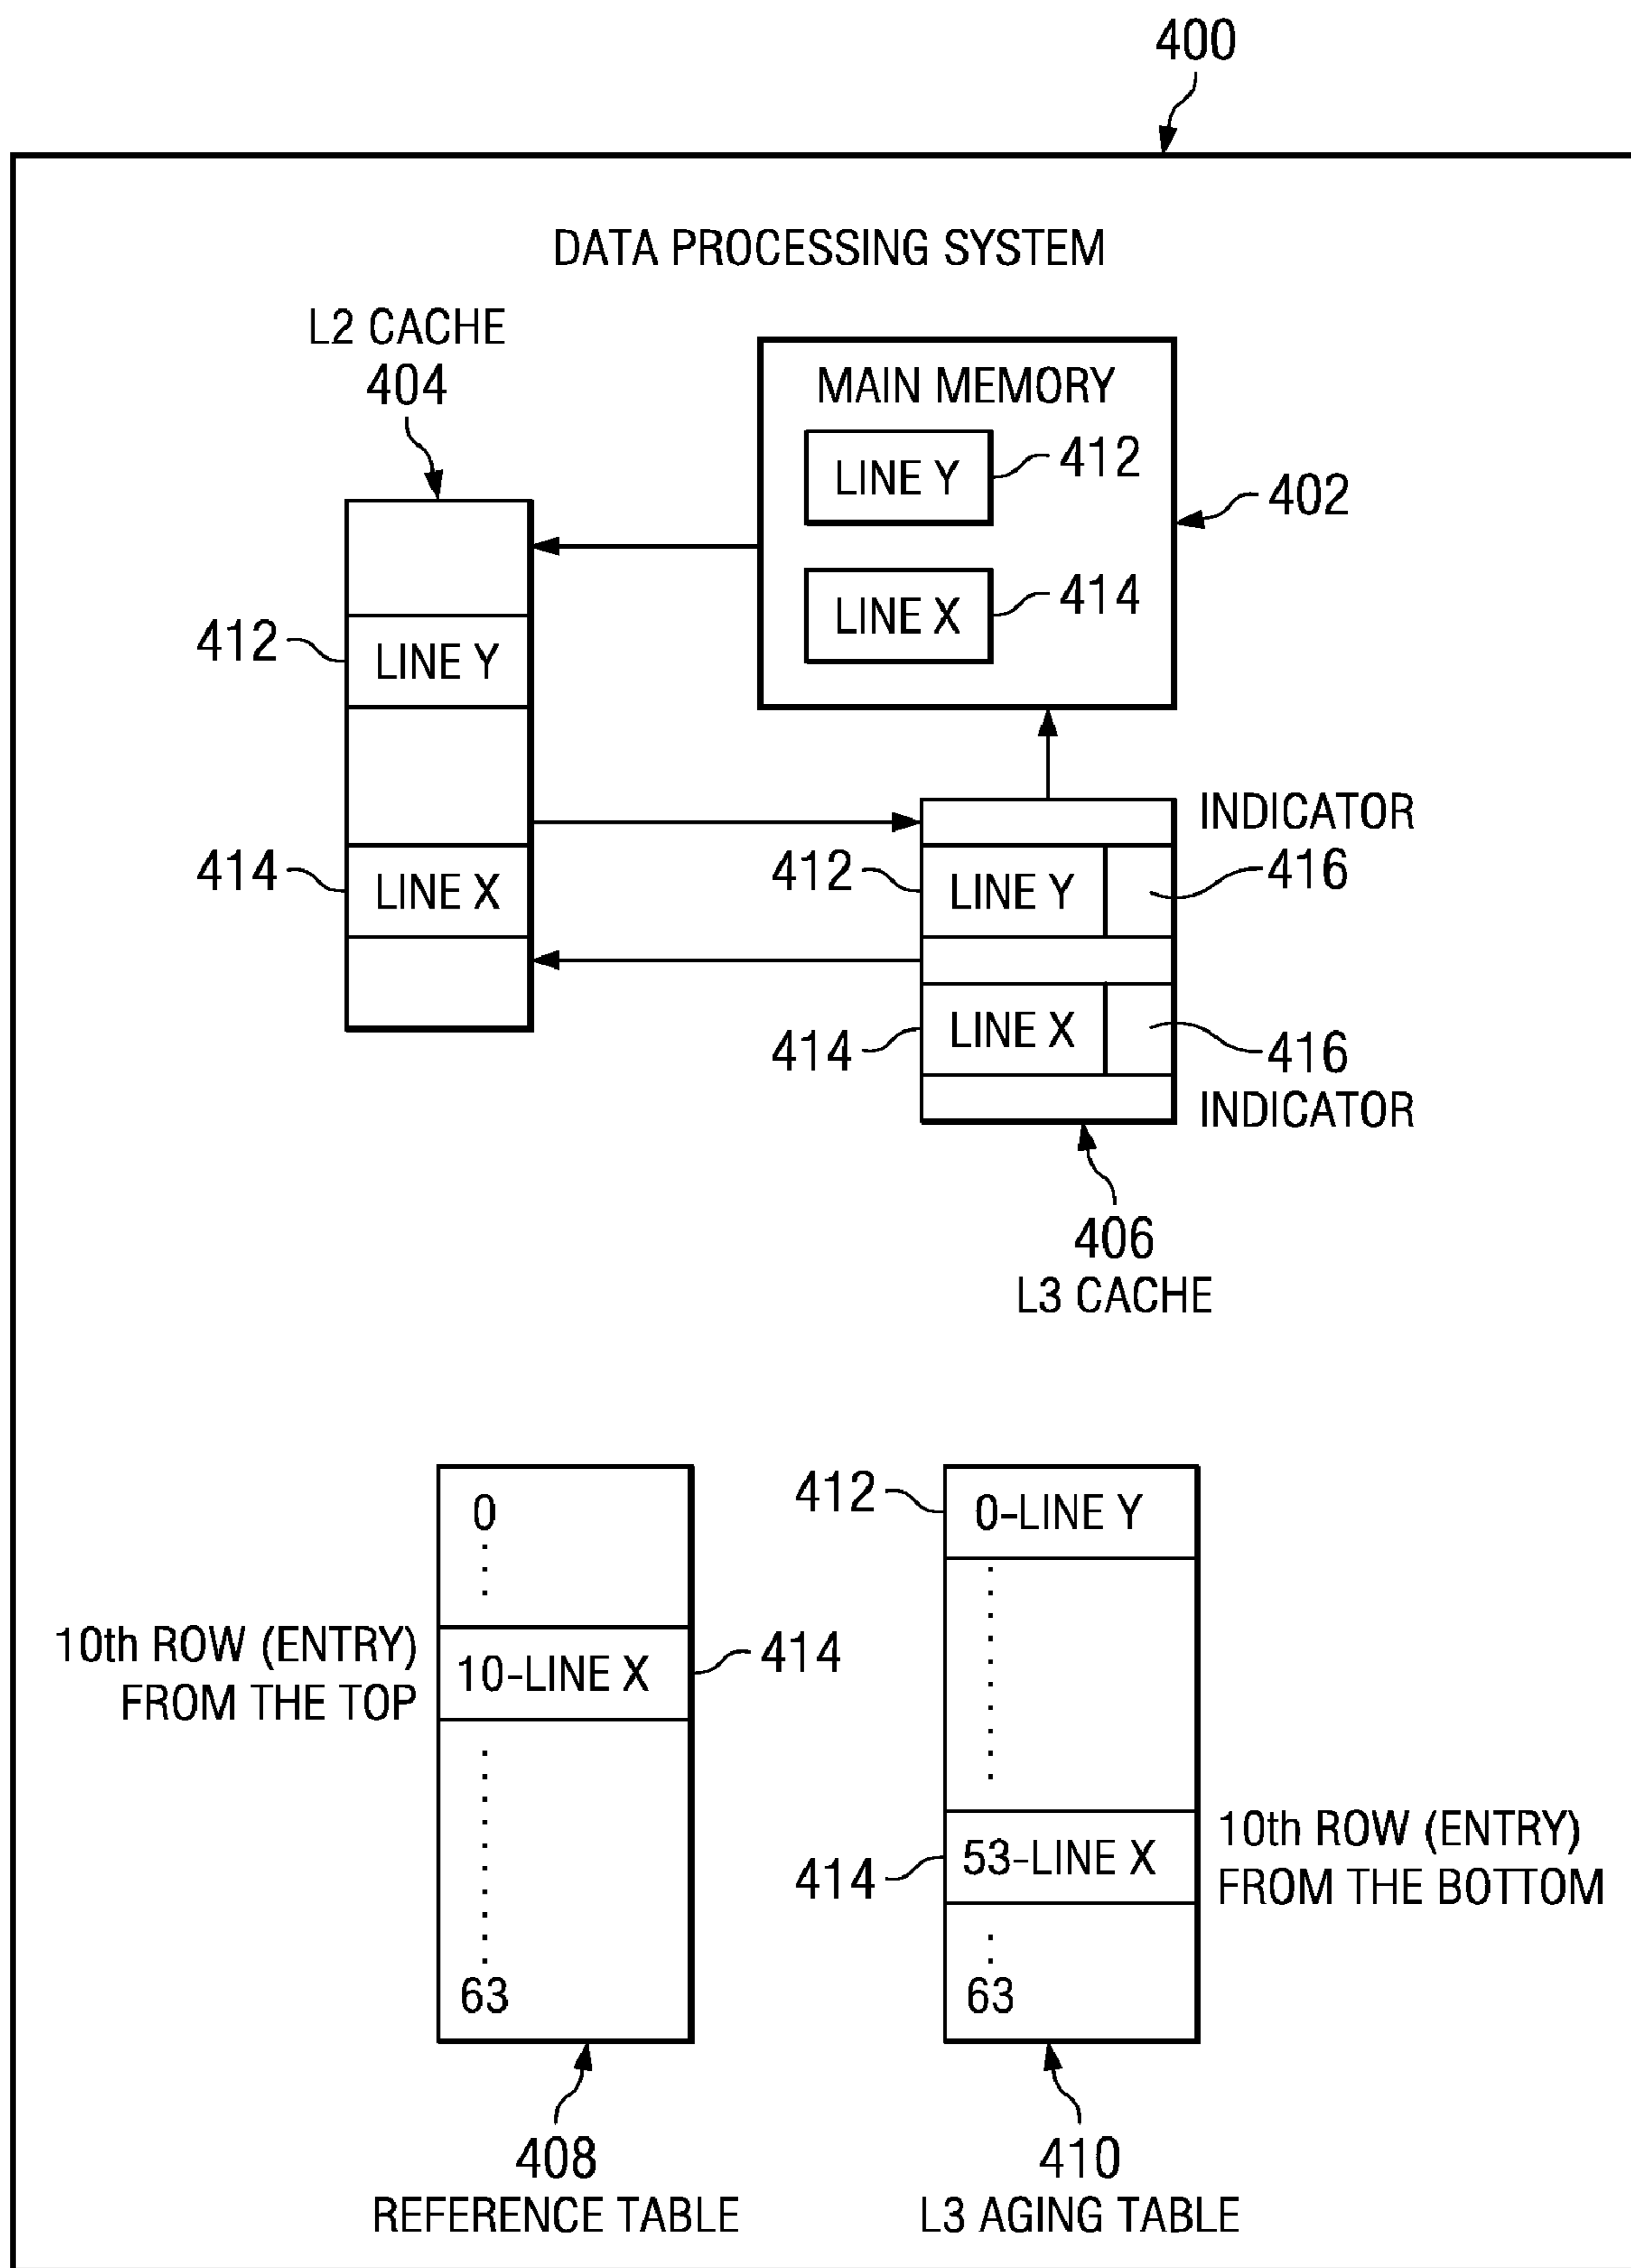 400
DATA PROCESSING SYSTEM
L2 CACHE
404
MAIN MEMORY
LINE Y
412
402
LINE X
414
412
LINE Y
414
LINE X
INDICATOR
412
LINE Y
416
414
LINE X
416
INDICATOR
406
L3 CACHE
0
10th ROW (ENTRY)
FROM THE TOP
10-LINE X
414
63
408
REFERENCE TABLE
412
0-LINE Y
414
53-LINE X
10th ROW (ENTRY)
FROM THE BOTTOM
63
410
L3 AGING TABLE